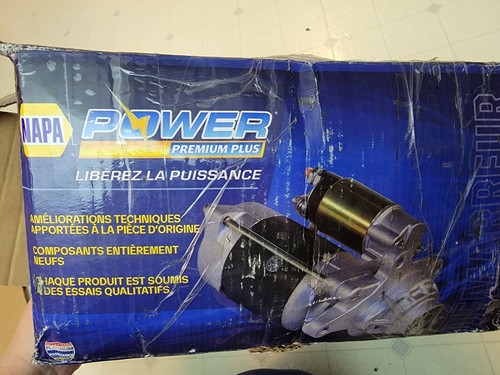 NAPA
POWER
PREMIUM PLUS
LIBÉREZ LA PUISSANCE
AMÉLIORATIONS TECHNIQUES
APPORTÉES À LA PIÈCE D'ORIGINE
COMPOSANTS ENTIÈREMENT
NEUFS
CHAQUE PRODUIT EST SOUMIS
À DES ESSAIS QUALITATIFS